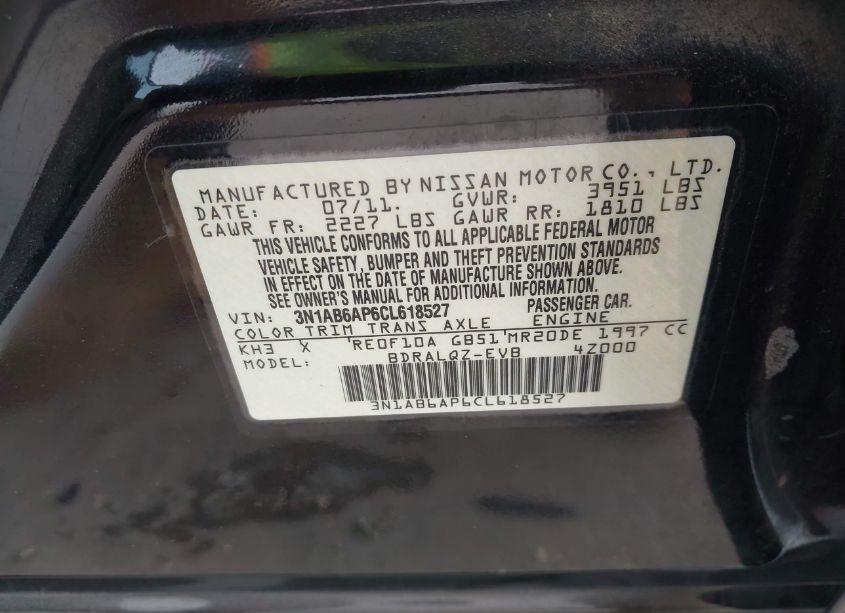 MANUFACTURED BY NISSAN MOTOR CO., LTD.
DATE: 07/11. GVWR: 3951 LBS
GAWR FR: 2227 LBS GAWR RR: 1810 LBS
THIS VEHICLE CONFORMS TO ALL APPLICABLE FEDERAL MOTOR
VEHICLE SAFETY, BUMPER AND THEFT PREVENTION STANDARDS
IN EFFECT ON THE DATE OF MANUFACTURE SHOWN ABOVE.
SEE OWNER'S MANUAL FOR ADDITIONAL INFORMATION.
VIN: 3N1AB6AP6CL618527 PASSENGER CAR.
COLOR TRIM TRANS AXLE ENGINE
KH3 X 'RE0F10A GB51'MR20DE 1997 CC
MODEL: BDRALQZ-EVB 4Z000
3N1AB6AP6CL618527